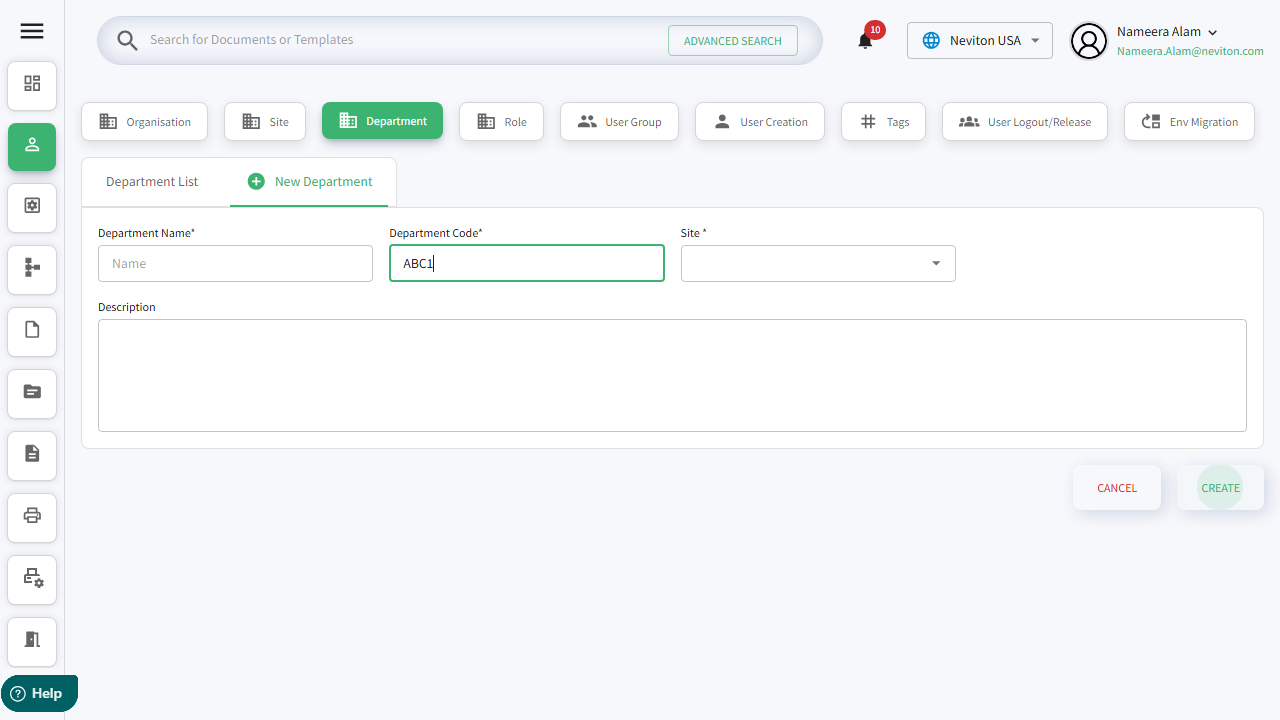 Search for Documents or Templates
ADVANCED SEARCH
10
Neviton USA
Nameera Alam
Nameera.Alam@neviton.com
Organisation
Site
Department
Role
User Group
User Creation
Tags
User Logout/Release
Env Migration
Department List
New Department
Department Name*
Department Code*
Site *
Name
ABC1
Description
CANCEL
CREATE
Help